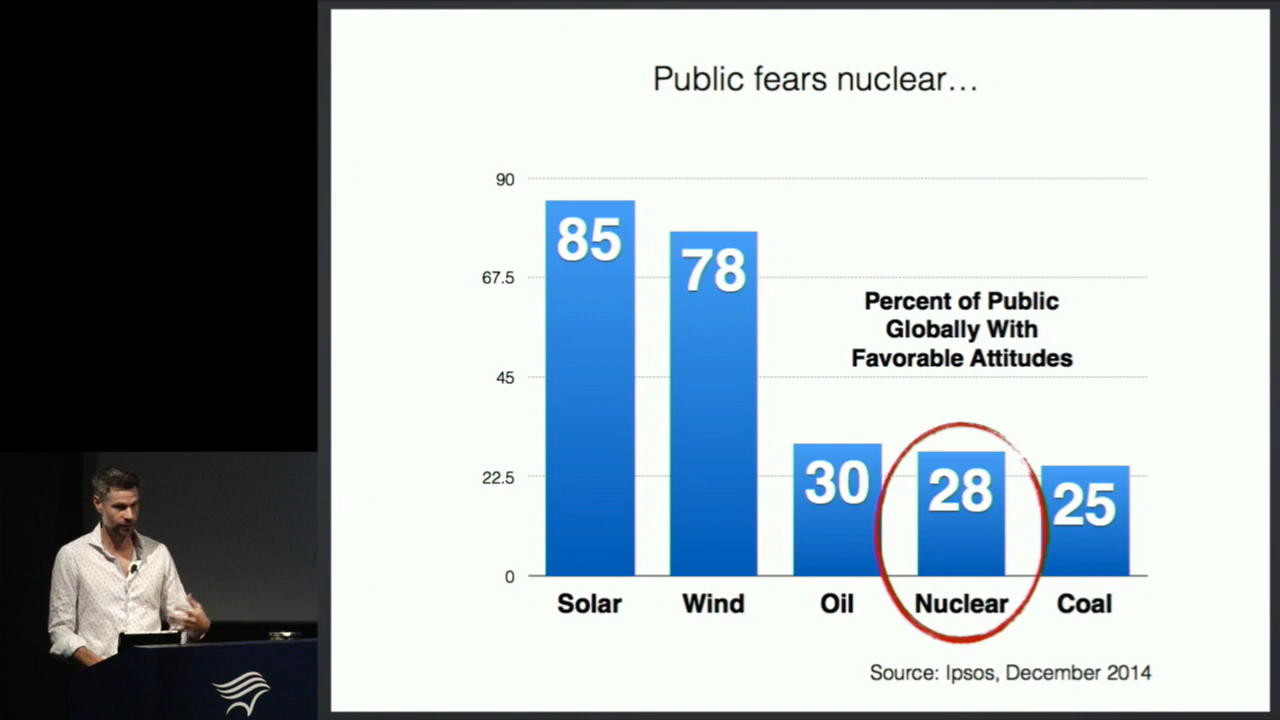 Public fears nuclear...
90
67.5
45
22.5
0
85
78
30
28
25
Percent of Public
Globally With
Favorable Attitudes
Solar
Wind
Oil
Nuclear
Coal
Source: Ipsos, December 2014